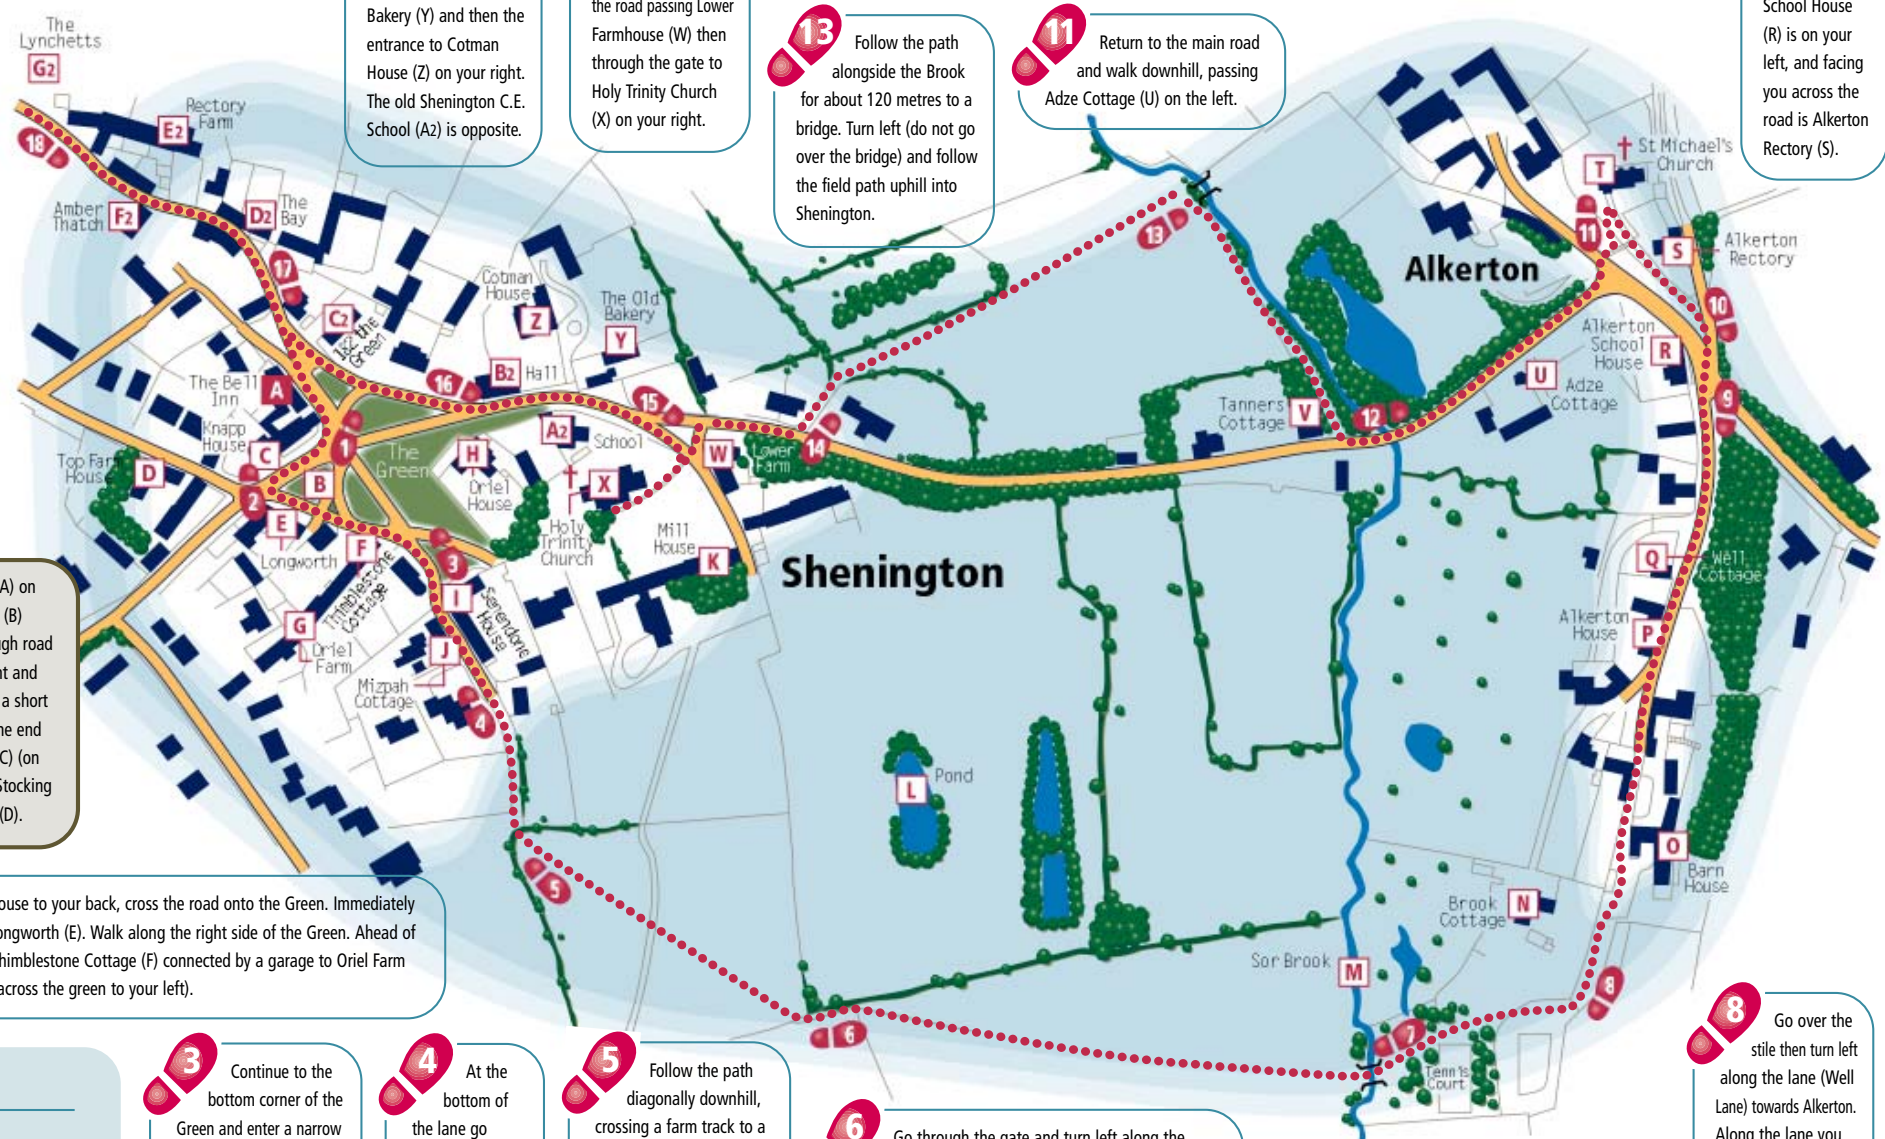 The
Lynchetts
G2
Bakery (Y) and then the
entrance to Cotman
House (Z) on your right.
The old Shenington C.E.
School (A2) is opposite.
the road passing Lower
Farmhouse (W) then
through the gate to
Holy Trinity Church
(X) on your right.
13
Follow the path
alongside the Brook
for about 120 metres to a
bridge. Turn left (do not go
over the bridge) and follow
the field path uphill into
Shenington.
11
Return to the main road
and walk downhill, passing
Adze Cottage (U) on the left.
School House
(R) is on your
left, and facing
you across the
road is Alkerton
Rectory (S).
18
E2
Rectory
Farm
Amber
Thatch
F2
D2
The
Bay
17
C2
1&2 the
Green
Cotman
House
Z
The Old
Bakery
Y
16
B2
Hall
15
The Bell
Inn
A
Knapp
House
C
1
The
Green
H
Oriel
House
A2
School
W
Lower
Farm
14
Top Farm
House
D
2
B
E
Longworth
F
Thimblestone
Cottage
3
X
Holy
Trinity
Church
Mill
House
K
G
Oriel
Farm
I
Senendone
House
J
Mizpah
Cottage
4
Shenington
13
Alkerton
T
St Michael's
Church
11
S
Alkerton
Rectory
10
Alkerton
School
House
R
U
Adze
Cottage
9
Tanners
Cottage
V
12
Q
Well
Cottage
Alkerton
House
P
O
Barn
House
L
Pond
5
6
Brook
Cottage
N
Sor Brook
M
7
Tennis
Court
8
A) on
(B)
ugh road
nt and
a short
he end
C) (on
Stocking
(D).
ouse to your back, cross the road onto the Green. Immediately
ongworth (E). Walk along the right side of the Green. Ahead of
himblestone Cottage (F) connected by a garage to Oriel Farm
across the green to your left).
3
Continue to the
bottom corner of the
Green and enter a narrow
4
At the
bottom of
the lane go
5
Follow the path
diagonally downhill,
crossing a farm track to a
6
Go through the gate and turn left along the
8
Go over the
stile then turn left
along the lane (Well
Lane) towards Alkerton.
Along the lane you